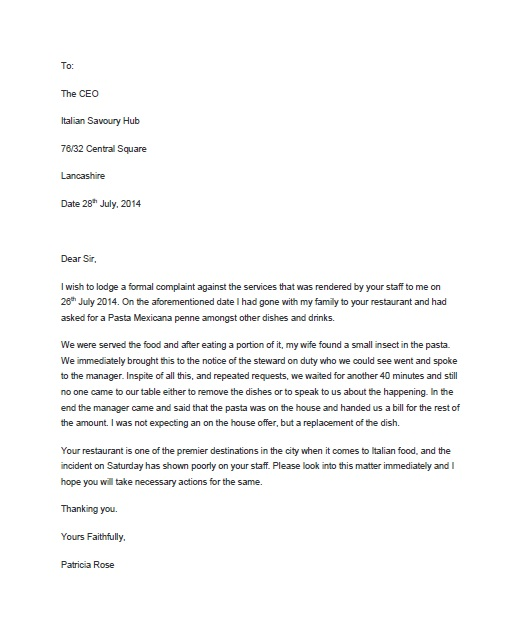 To:
The CEO
Italian Savoury Hub
76/32 Central Square
Lancashire
Date 28th July, 2014
Dear Sir,
I wish to lodge a formal complaint against the services that was rendered by your staff to me on
26th July 2014. On the aforementioned date I had gone with my family to your restaurant and had
asked for a Pasta Mexicana penne amongst other dishes and drinks.
We were served the food and after eating a portion of it, my wife found a small insect in the pasta.
We immediately brought this to the notice of the steward on duty who we could see went and spoke
to the manager. Inspite of all this, and repeated requests, we waited for another 40 minutes and still
no one came to our table either to remove the dishes or to speak to us about the happening. In the
end the manager came and said that the pasta was on the house and handed us a bill for the rest of
the amount. I was not expecting an on the house offer, but a replacement of the dish.
Your restaurant is one of the premier destinations in the city when it comes to Italian food, and the
incident on Saturday has shown poorly on your staff. Please look into this matter immediately and I
hope you will take necessary actions for the same.
Thanking you.
Yours Faithfully,
Patricia Rose